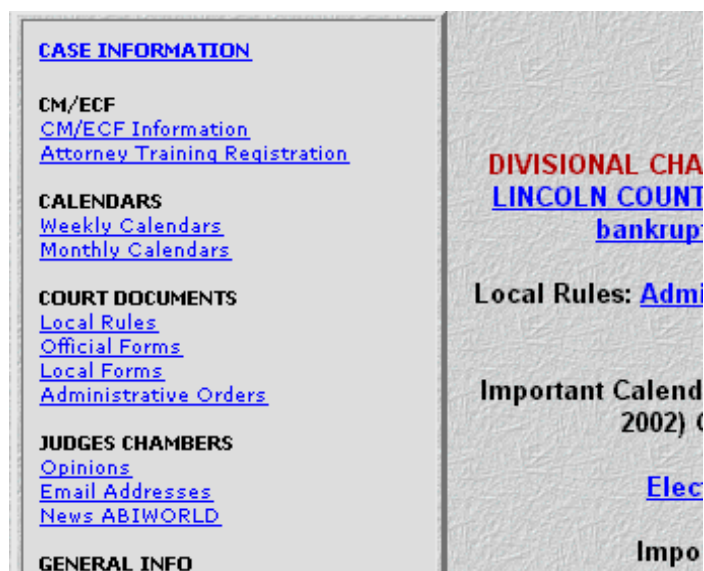 CASE INFORMATION
CM/ECF
CM/ECF Information
Attorney Training Registration
CALENDARS
Weekly Calendars
Monthly Calendars
COURT DOCUMENTS
Local Rules
Official Forms
Local Forms
Administrative Orders
JUDGES CHAMBERS
Opinions
Email Addresses
News ABIWORLD
GENERAL INFO
DIVISIONAL CHA
LINCOLN COUNT
bankrup
Local Rules: Admi
Important Calend
2002)
Elect
Impo